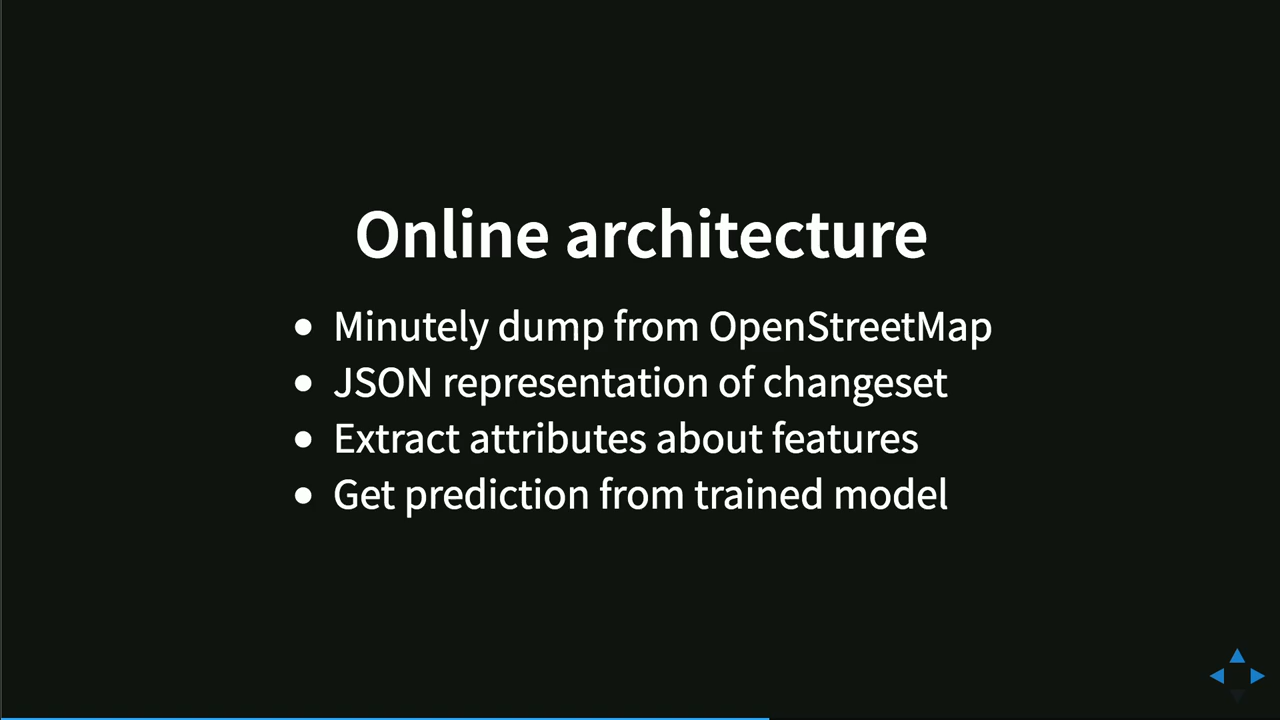 Online architecture
Minutely dump from OpenStreetMap
JSON representation of changeset
Extract attributes about features
Get prediction from trained model